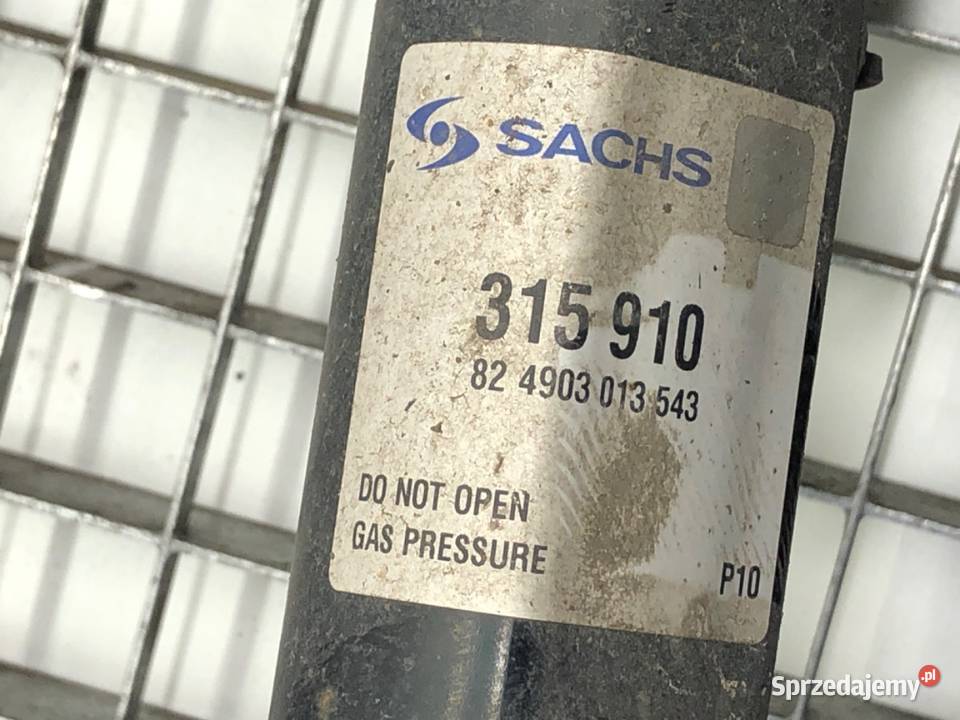 SACHS
315 910
82 4903 013 543
DO NOT OPEN
GAS PRESSURE
P10
Sprzedajemy.pl